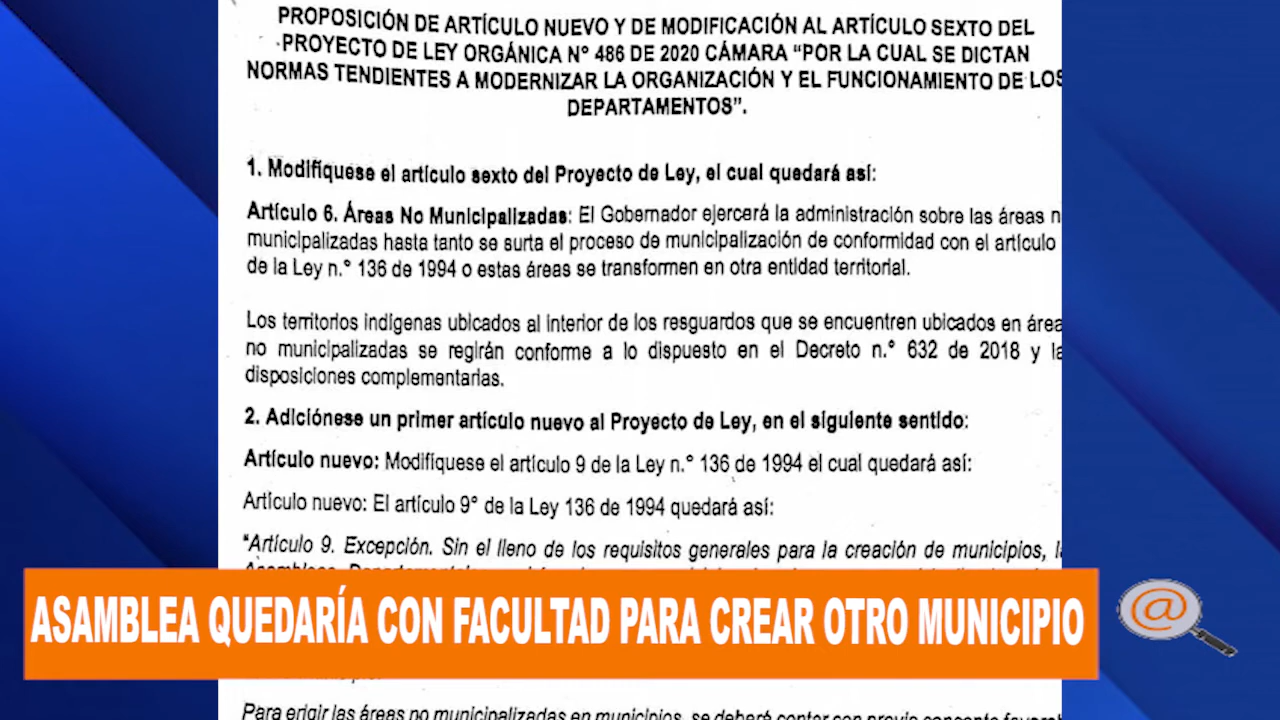 PROPOSICIÓN DE ARTÍCULO NUEVO Y DE MODIFICACIÓN AL ARTÍCULO SEXTO DEL
PROYECTO DE LEY ORGÁNICA Nº 486 DE 2020 CÁMARA “POR LA CUAL SE DICTAN
NORMAS TENDIENTES A MODERNIZAR LA ORGANIZACIÓN Y EL FUNCIONAMIENTO DE LOS
DEPARTAMENTOS”.
1. Modifíquese el artículo sexto del Proyecto de Ley, el cual quedará así:
Artículo 6. Áreas No Municipalizadas: El Gobernador ejercerá la administración sobre las áreas n
municipalizadas hasta tanto se surta el proceso de municipalización de conformidad con el artículo
de la Ley n.° 136 de 1994 o estas áreas se transformen en otra entidad territorial.
Los territorios indígenas ubicados al interior de los resguardos que se encuentren ubicados en área
no municipalizadas se regirán conforme a lo dispuesto en el Decreto n.° 632 de 2018 y la
disposiciones complementarias.
2. Adiciónese un primer artículo nuevo al Proyecto de Ley, en el siguiente sentido:
Artículo nuevo: Modifíquese el artículo 9 de la Ley n.° 136 de 1994 el cual quedará así:
Artículo nuevo: El artículo 9° de la Ley 136 de 1994 quedará así:
“Artículo 9. Excepción. Sin el lleno de los requisitos generales para la creación de municipios, l
ASAMBLEA QUEDARÍA CON FACULTAD PARA CREAR OTRO MUNICIPIO
@
Para erigir las áreas no municipalizadas en municipios, se deberá contar con previo concepto favorab